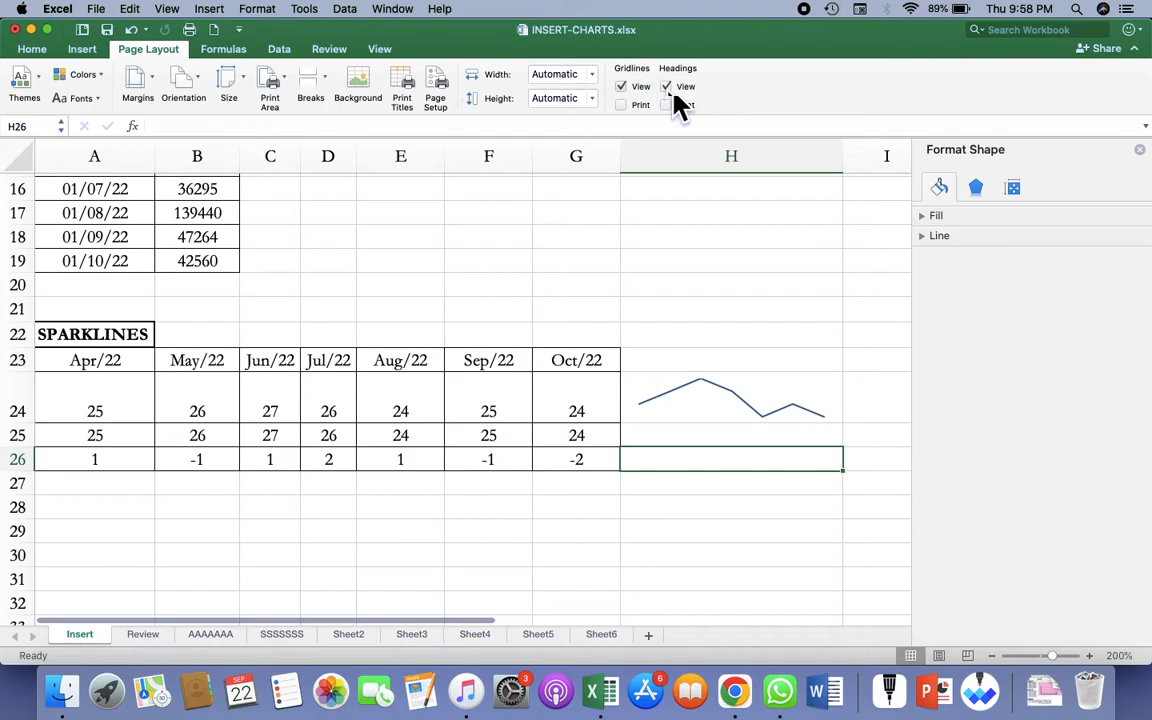 Excel File Edit View Insert Format Tools Data Window Help 89% Thu 9:58 PM
INSERT-CHARTS.xlsx Search Workbook
Home Insert Page Layout Formulas Data Review View Share
Themes Colors Fonts Margins Orientation Size Print Area Breaks Background Print Titles Page Setup
Width: Automatic
Height: Automatic
Gridlines Headings
View View
Print
H26 fx
A B C D E F G H I
16 01/07/22 36295
17 01/08/22 139440
18 01/09/22 47264
19 01/10/22 42560
20
21
22 SPARKLINES
23 Apr/22 May/22 Jun/22 Jul/22 Aug/22 Sep/22 Oct/22
24 25 26 27 26 24 25 24
25 25 26 27 26 24 25 24
26 1 -1 1 2 1 -1 -2
27
28
29
30
31
32
Format Shape
Fill
Line
Insert Review AAAAAAA SSSSSSS Sheet2 Sheet3 Sheet4 Sheet5 Sheet6
Ready 200%
SEP
22
3
6